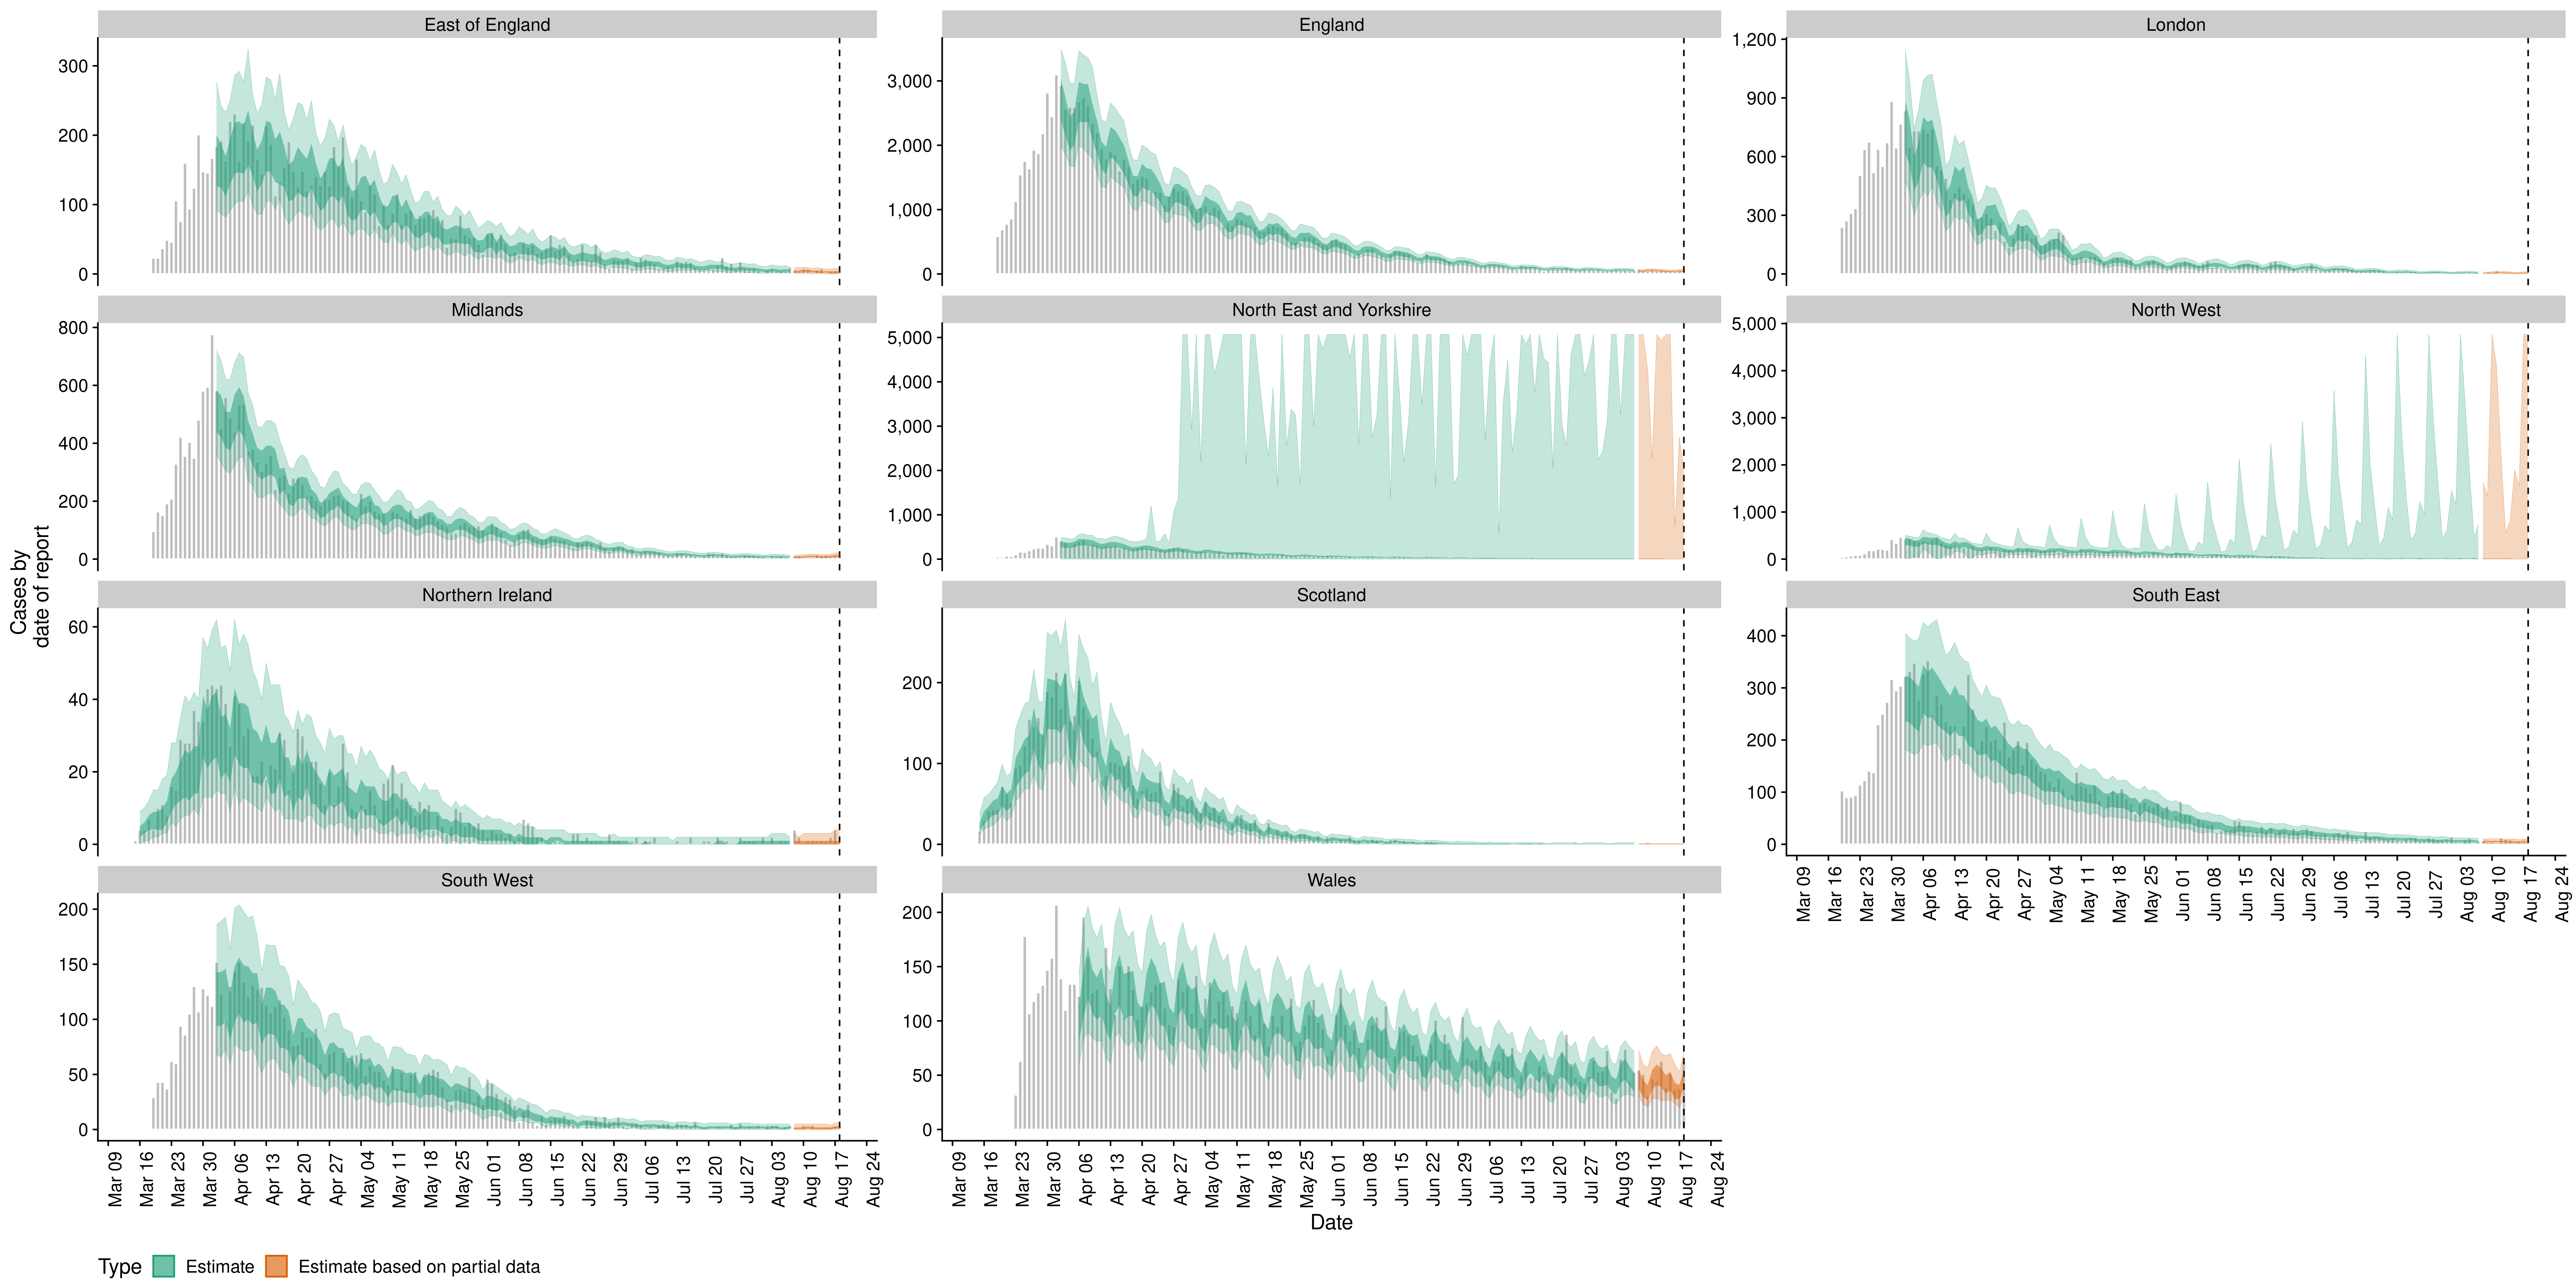 East of England
England
London
300
200
100
0
3,000
2,000
1,000
0
1,200
900
600
300
0
Midlands
North East and Yorkshire
North West
800
600
400
200
0
5,000
4,000
3,000
2,000
1,000
0
5,000
4,000
3,000
2,000
1,000
0
Cases by
date of report
Northern Ireland
Scotland
South East
60
40
20
0
200
100
0
400
300
200
100
0
Mar 09 Mar 16 Mar 23 Mar 30 Apr 06 Apr 13 Apr 20 Apr 27 May 04 May 11 May 18 May 25 Jun 01 Jun 08 Jun 15 Jun 22 Jun 29 Jul 06 Jul 13 Jul 20 Jul 27 Aug 03 Aug 10 Aug 17 Aug 24
South West
Wales
200
150
100
50
0
200
150
100
50
0
Mar 09 Mar 16 Mar 23 Mar 30 Apr 06 Apr 13 Apr 20 Apr 27 May 04 May 11 May 18 May 25 Jun 01 Jun 08 Jun 15 Jun 22 Jun 29 Jul 06 Jul 13 Jul 20 Jul 27 Aug 03 Aug 10 Aug 17 Aug 24
Mar 09 Mar 16 Mar 23 Mar 30 Apr 06 Apr 13 Apr 20 Apr 27 May 04 May 11 May 18 May 25 Jun 01 Jun 08 Jun 15 Jun 22 Jun 29 Jul 06 Jul 13 Jul 20 Jul 27 Aug 03 Aug 10 Aug 17 Aug 24
Date
Type Estimate Estimate based on partial data